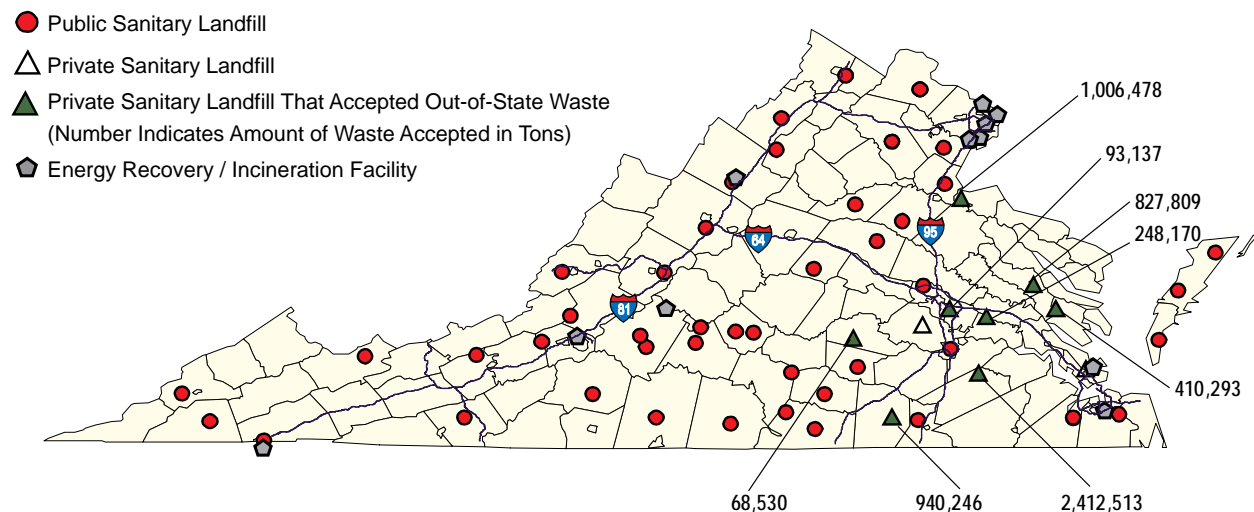 Public Sanitary Landfill
Private Sanitary Landfill
Private Sanitary Landfill That Accepted Out-of-State Waste
(Number Indicates Amount of Waste Accepted in Tons)
Energy Recovery / Incineration Facility
1,006,478
93,137
827,809
248,170
64
95
81
410,293
68,530
940,246
2,412,513